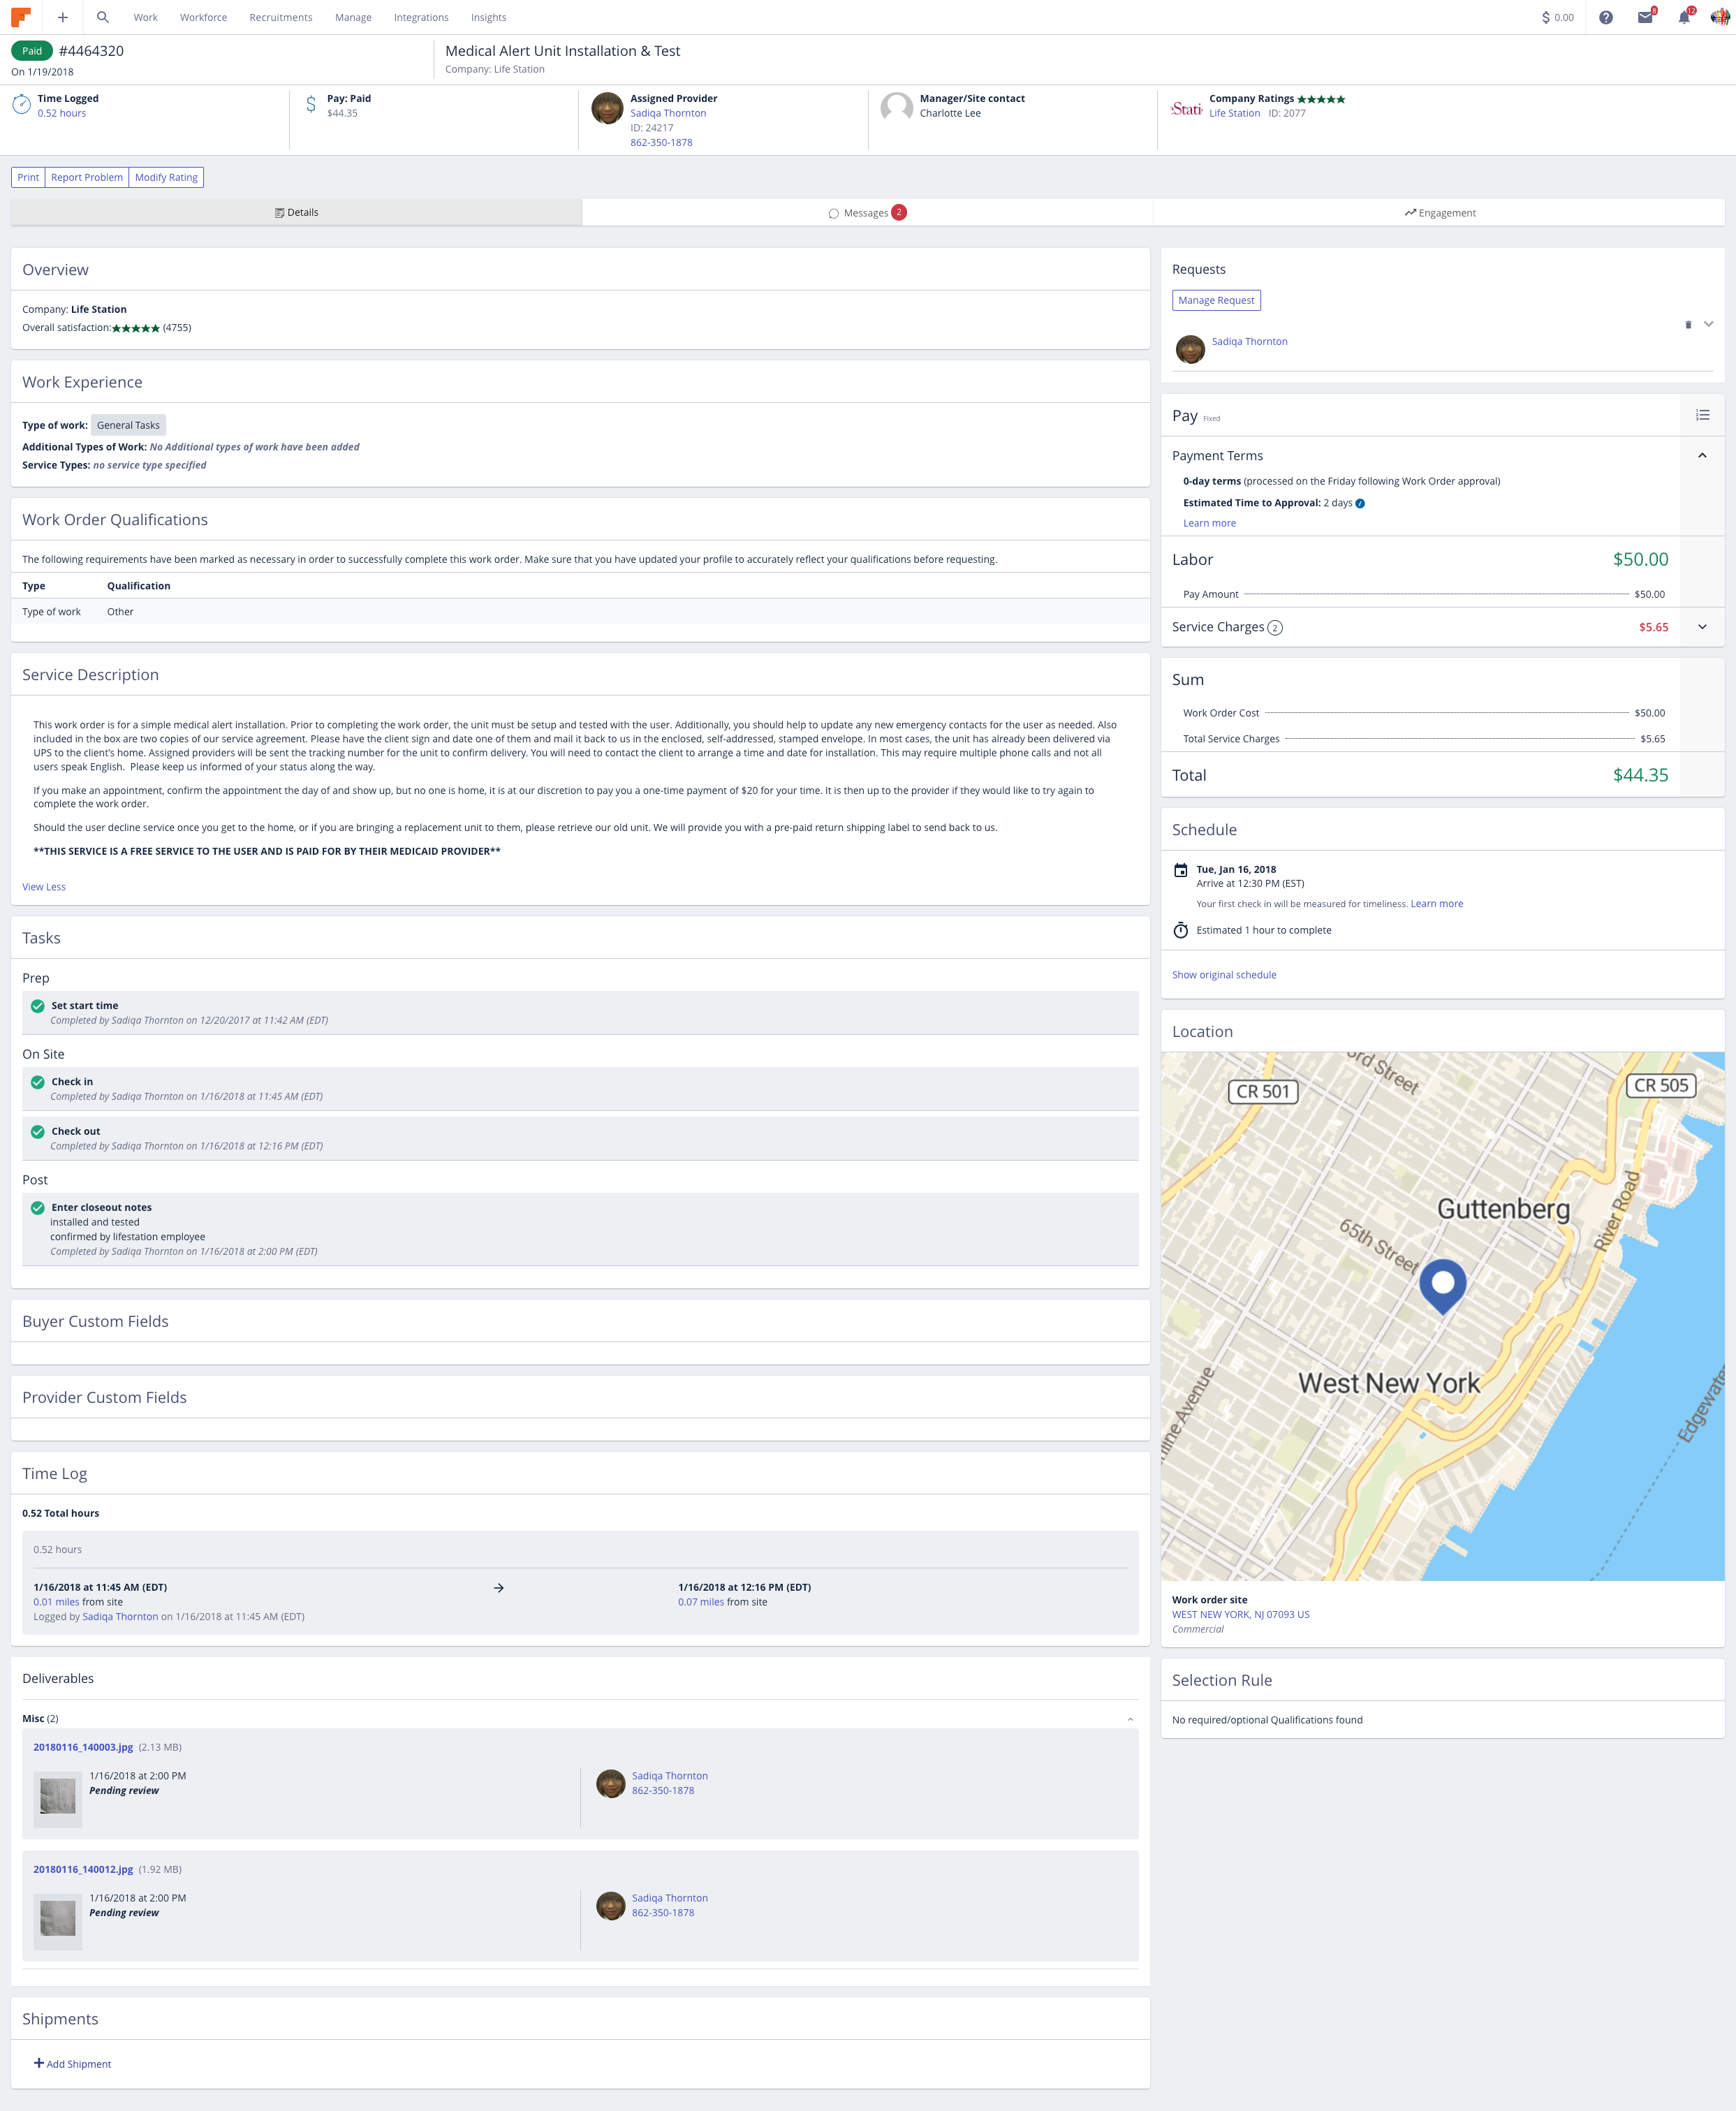 Work Workforce Recruitments Manage Integrations Insights
$ 0.00 8 12
Paid #4464320
On 1/19/2018
Medical Alert Unit Installation & Test
Company: Life Station
Time Logged
0.52 hours
Pay: Paid
$44.35
Assigned Provider
Sadiqa Thornton
ID: 24217
862-350-1878
Manager/Site contact
Charlotte Lee
Stati
Company Ratings
Life Station ID: 2077
Print Report Problem Modify Rating
Details Messages 2 Engagement
Overview
Company: Life Station
Overall satisfaction: (4755)
Work Experience
Type of work: General Tasks
Additional Types of Work: No Additional types of work have been added
Service Types: no service type specified
Work Order Qualifications
The following requirements have been marked as necessary in order to successfully complete this work order. Make sure that you have updated your profile to accurately reflect your qualifications before requesting.
Type Qualification
Type of work Other
Service Description
This work order is for a simple medical alert installation. Prior to completing the work order, the unit must be setup and tested with the user. Additionally, you should help to update any new emergency contacts for the user as needed. Also
included in the box are two copies of our service agreement. Please have the client sign and date one of them and mail it back to us in the enclosed, self-addressed, stamped envelope. In most cases, the unit has already been delivered via
UPS to the client's home. Assigned providers will be sent the tracking number for the unit to confirm delivery. You will need to contact the client to arrange a time and date for installation. This may require multiple phone calls and not all
users speak English. Please keep us informed of your status along the way.
If you make an appointment, confirm the appointment the day of and show up, but no one is home, it is at our discretion to pay you a one-time payment of $20 for your time. It is then up to the provider if they would like to try again to
complete the work order.
Should the user decline service once you get to the home, or if you are bringing a replacement unit to them, please retrieve our old unit. We will provide you with a pre-paid return shipping label to send back to us.
**THIS SERVICE IS A FREE SERVICE TO THE USER AND IS PAID FOR BY THEIR MEDICAID PROVIDER**
View Less
Tasks
Prep
Set start time
Completed by Sadiqa Thornton on 12/20/2017 at 11:42 AM (EDT)
On Site
Check in
Completed by Sadiqa Thornton on 1/16/2018 at 11:45 AM (EDT)
Check out
Completed by Sadiqa Thornton on 1/16/2018 at 12:16 PM (EDT)
Post
Enter closeout notes
installed and tested
confirmed by lifestation employee
Completed by Sadiqa Thornton on 1/16/2018 at 2:00 PM (EDT)
Buyer Custom Fields
Provider Custom Fields
Time Log
0.52 Total hours
0.52 hours
1/16/2018 at 11:45 AM (EDT)
0.01 miles from site
Logged by Sadiqa Thornton on 1/16/2018 at 11:45 AM (EDT)
1/16/2018 at 12:16 PM (EDT)
0.07 miles from site
Deliverables
Misc (2)
20180116_140003.jpg (2.13 MB)
1/16/2018 at 2:00 PM
Pending review
Sadiqa Thornton
862-350-1878
20180116_140012.jpg (1.92 MB)
1/16/2018 at 2:00 PM
Pending review
Sadiqa Thornton
862-350-1878
Shipments
Add Shipment
Requests
Manage Request
Sadiqa Thornton
Pay Fixed
Payment Terms
0-day terms (processed on the Friday following Work Order approval)
Estimated Time to Approval: 2 days
Learn more
Labor $50.00
Pay Amount $50.00
Service Charges 2 $5.65
Sum
Work Order Cost $50.00
Total Service Charges $5.65
Total $44.35
Schedule
Tue, Jan 16, 2018
Arrive at 12:30 PM (EST)
Your first check in will be measured for timeliness. Learn more
Estimated 1 hour to complete
Show original schedule
Location
3rd Street
CR 501
CR 505
River Road
Guttenberg
65th Street
West New York
line Avenue
Edgewate
Work order site
WEST NEW YORK, NJ 07093 US
Commercial
Selection Rule
No required/optional Qualifications found